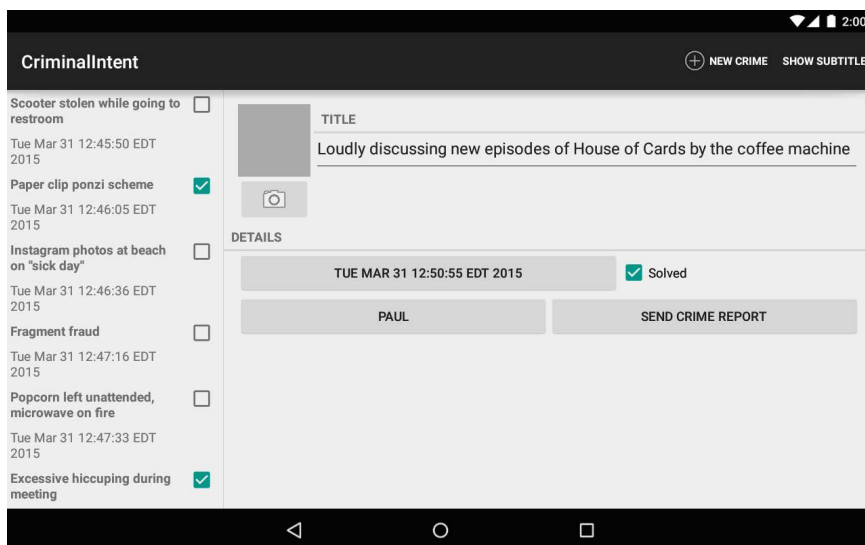 2:00
CriminalIntent
NEW CRIME SHOW SUBTITLE
Scooter stolen while going to
restroom
Tue Mar 31 12:45:50 EDT
2015
Paper clip ponzi scheme
Tue Mar 31 12:46:05 EDT
2015
Instagram photos at beach
on "sick day"
Tue Mar 31 12:46:36 EDT
2015
Fragment fraud
Tue Mar 31 12:47:16 EDT
2015
Popcorn left unattended,
microwave on fire
Tue Mar 31 12:47:33 EDT
2015
Excessive hiccuping during
meeting
TITLE
Loudly discussing new episodes of House of Cards by the coffee machine
DETAILS
TUE MAR 31 12:50:55 EDT 2015 Solved
PAUL SEND CRIME REPORT